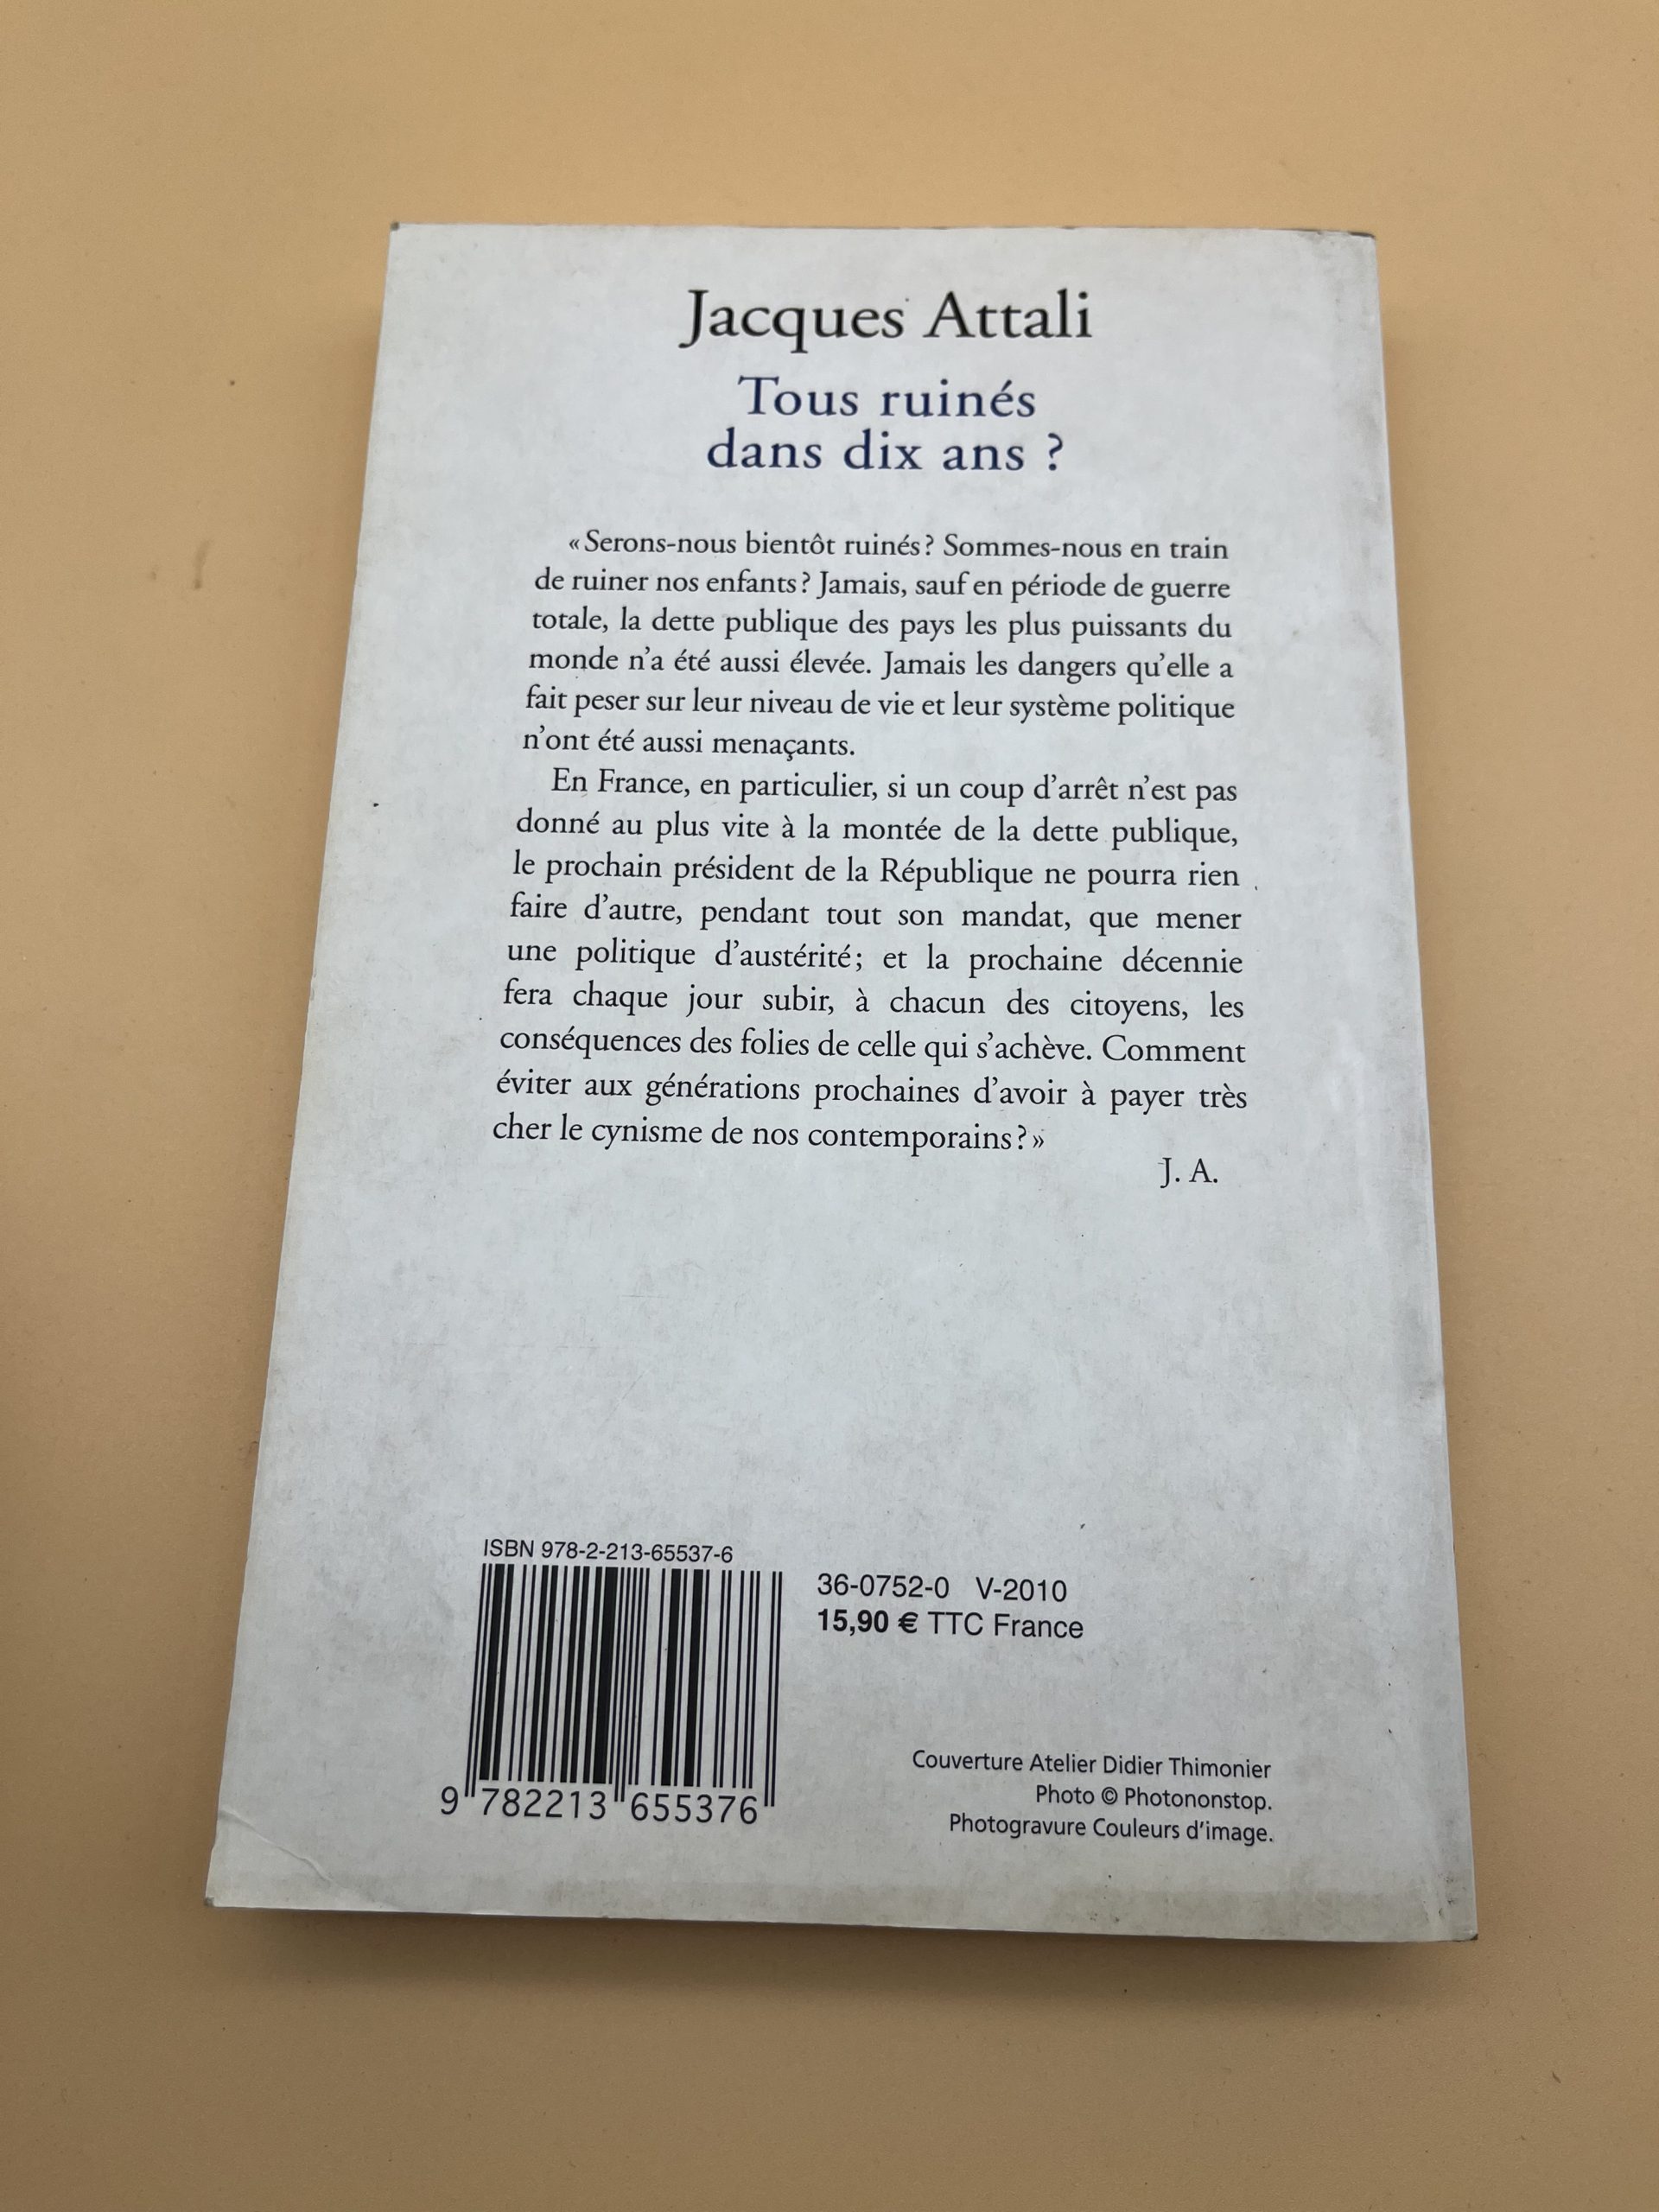 Jacques Attali
Tous ruinés
dans dix ans ?
« Serons-nous bientôt ruinés ? Sommes-nous en train
de ruiner nos enfants ? Jamais, sauf en période de guerre
totale, la dette publique des pays les plus puissants du
monde n'a été aussi élevée. Jamais les dangers qu'elle a
fait peser sur leur niveau de vie et leur système politique
n'ont été aussi menaçants.
En France, en particulier, si un coup d'arrêt n'est pas
donné au plus vite à la montée de la dette publique,
le prochain président de la République ne pourra rien
faire d'autre, pendant tout son mandat, que mener
une politique d'austérité ; et la prochaine décennie
fera chaque jour subir, à chacun des citoyens, les
conséquences des folies de celle qui s'achève. Comment
éviter aux générations prochaines d'avoir à payer très
cher le cynisme de nos contemporains ? »
J. A.
ISBN 978-2-213-65537-6
9 782213 655376
36-0752-0 V-2010
15,90 € TTC France
Couverture Atelier Didier Thimonier
Photo © Photononstop.
Photogravure Couleurs d'image.